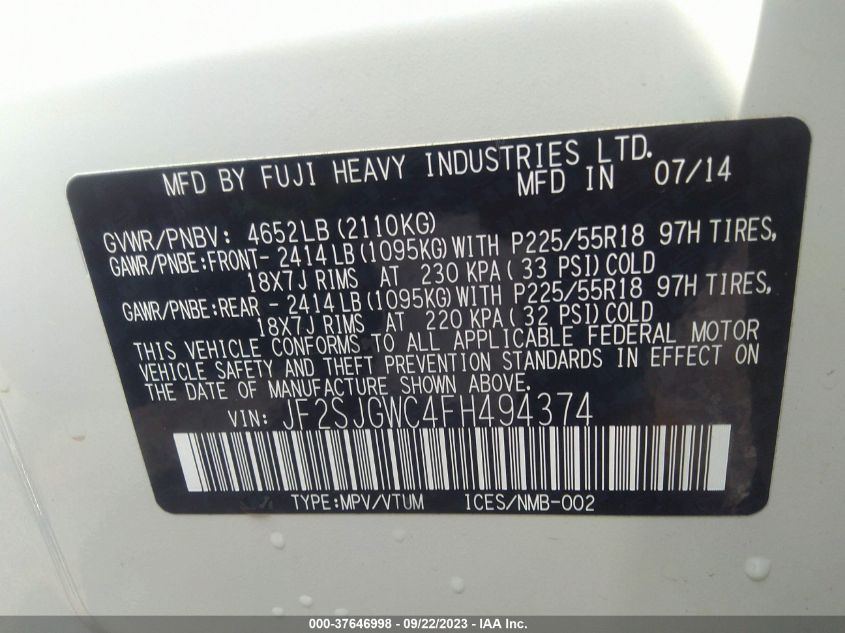 MFD BY FUJI HEAVY INDUSTRIES LTD.
MFD IN 07/14
GVWR/PNBV: 4652LB (2110KG)
GAWR/PNBE:FRONT- 2414 LB (1095KG) WITH P225/55R18 97H TIRES,
18X7J RIMS AT 230 KPA ( 33 PSI) COLD
GAWR/PNBE:REAR - 2414 LB (1095KG) WITH P225/55R18 97H TIRES,
18X7J RIMS AT 220 KPA ( 32 PSI) COLD
THIS VEHICLE CONFORMS TO ALL APPLICABLE FEDERAL MOTOR
VEHICLE SAFETY AND THEFT PREVENTION STANDARDS IN EFFECT ON
THE DATE OF MANUFACTURE SHOWN ABOVE.
VIN: JF2SJGWC4FH494374
TYPE:MPV/VTUM ICES/NMB-002
000-37646998 - 09/22/2023 - IAA Inc.